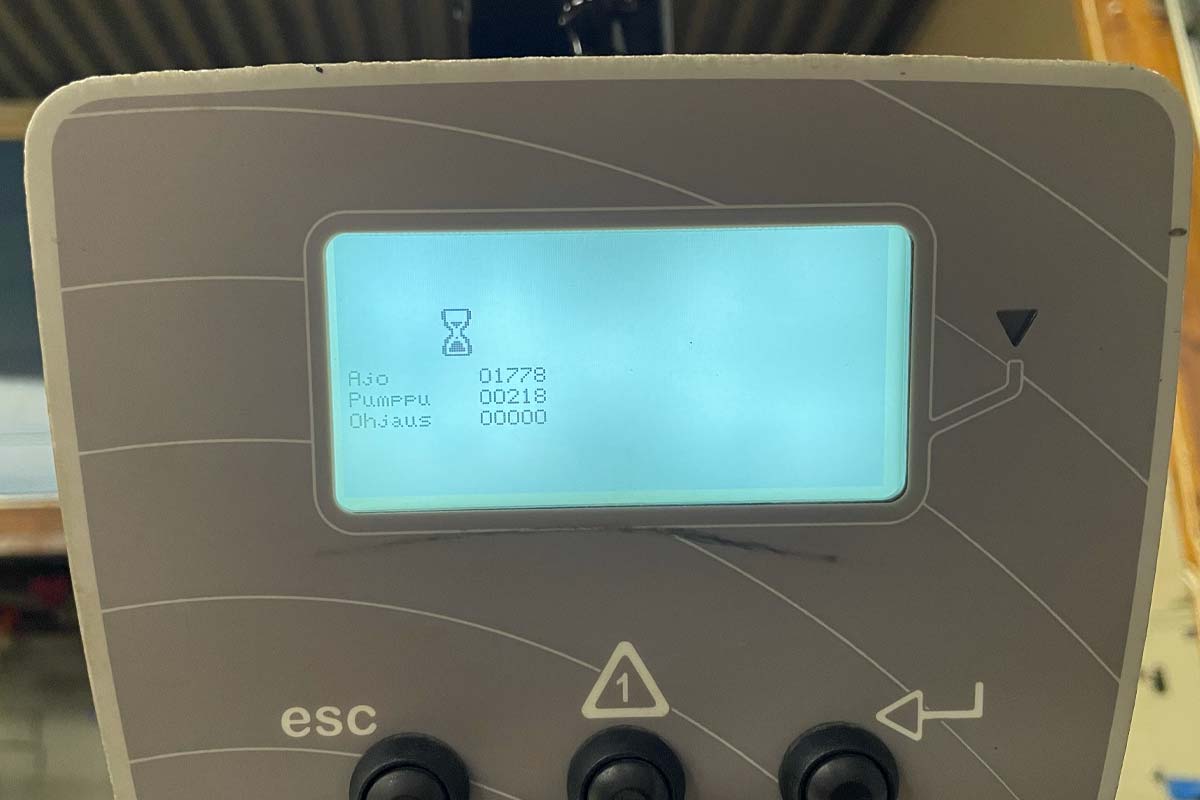 Ajo 01778
Pumppu 00218
Ohjaus 00000
esc
1